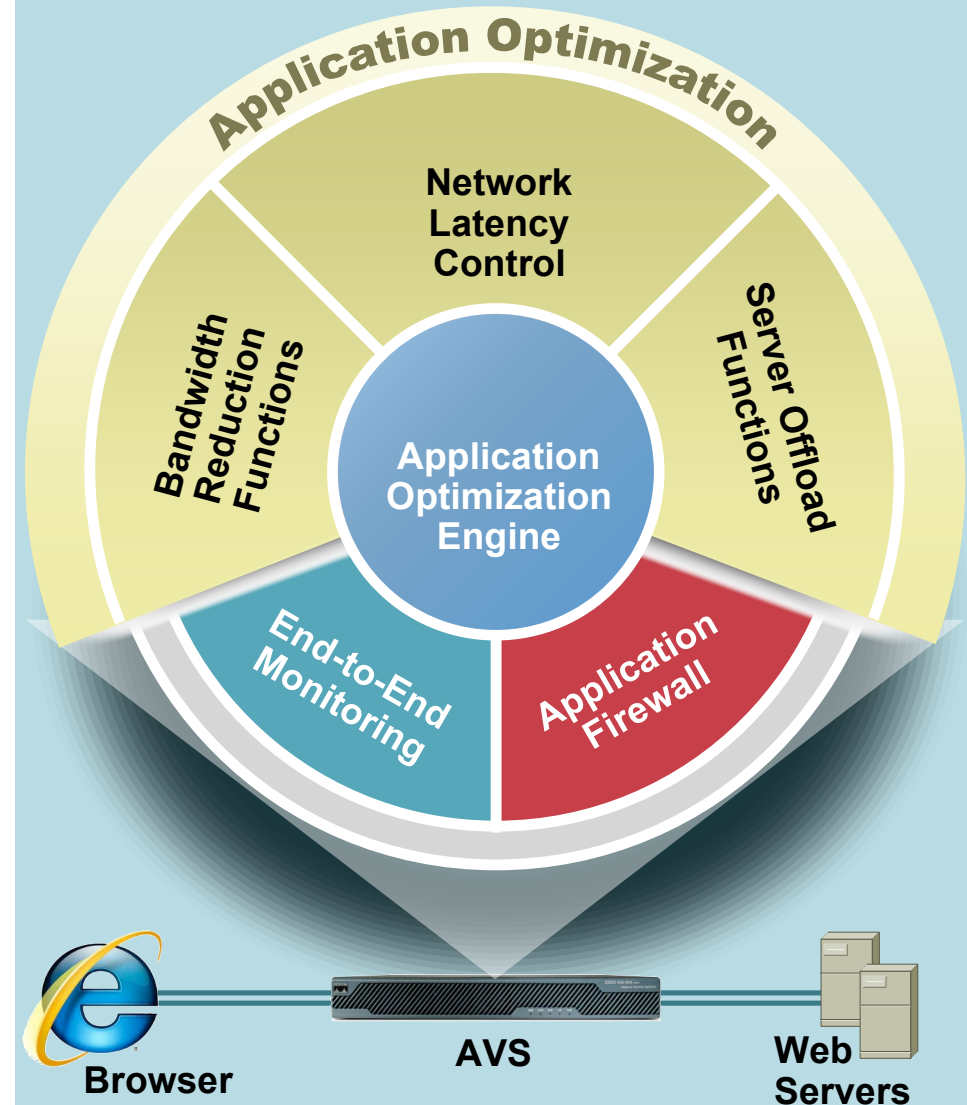 Application Optimization
Network
Latency
Control
Bandwidth
Reduction
Functions
Server Offload
Functions
Application
Optimization
Engine
End-to-End
Monitoring
Application
Firewall
Browser
AVS
Web
Servers